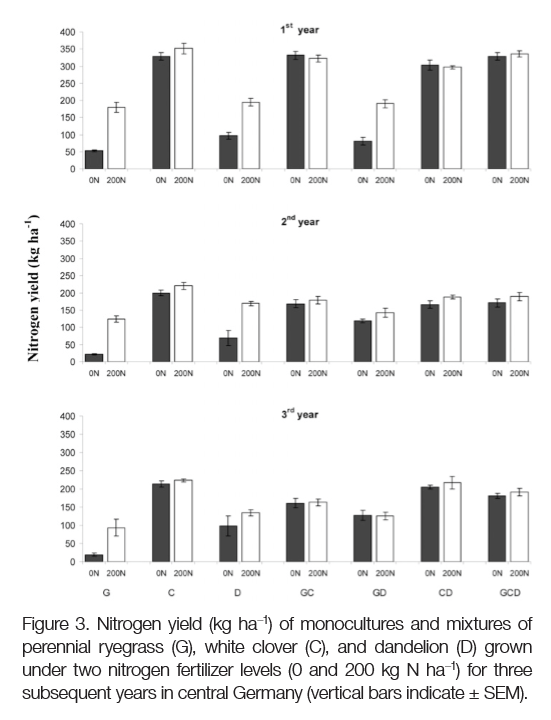 1st year
400
350
300
250
200
150
100
50
0
0N 200N 0N 200N 0N 200N 0N 200N 0N 200N 0N 200N 0N 200N
Nitrogen yield (kg ha⁻¹)
2nd year
400
350
300
250
200
150
100
50
0
0N 200N 0N 200N 0N 200N 0N 200N 0N 200N 0N 200N 0N 200N
3rd year
400
350
300
250
200
150
100
50
0
0N 200N 0N 200N 0N 200N 0N 200N 0N 200N 0N 200N 0N 200N
G C D GC GD CD GCD
Figure 3. Nitrogen yield (kg ha⁻¹) of monocultures and mixtures of
perennial ryegrass (G), white clover (C), and dandelion (D) grown
under two nitrogen fertilizer levels (0 and 200 kg N ha⁻¹) for three
subsequent years in central Germany (vertical bars indicate ± SEM).